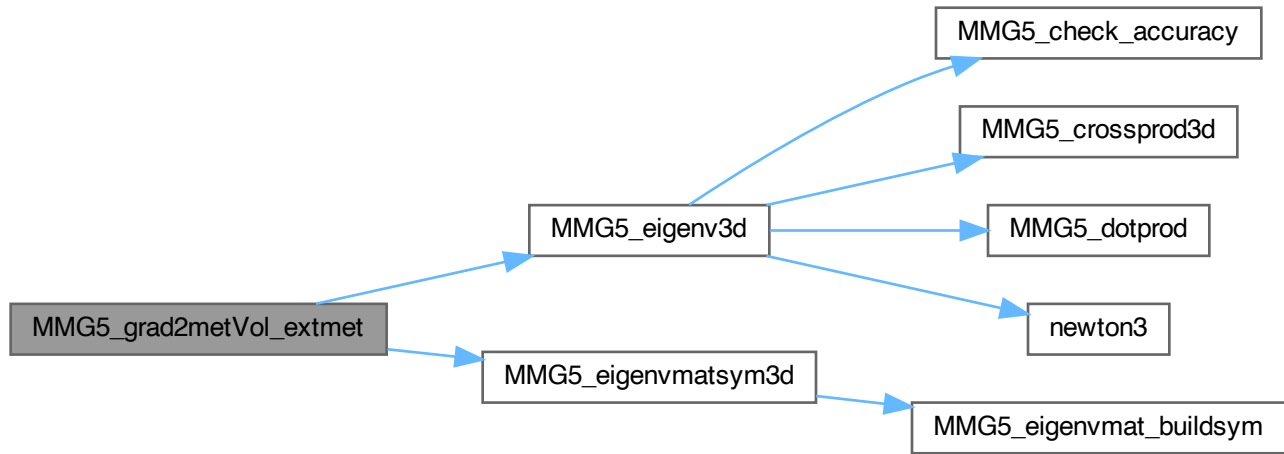 MMG5_check_accuracy
MMG5_crossprod3d
MMG5_eigenv3d
MMG5_dotprod
MMG5_grad2metVol_extmet
newton3
MMG5_eigenvmatsym3d
MMG5_eigenvmat_buildsym